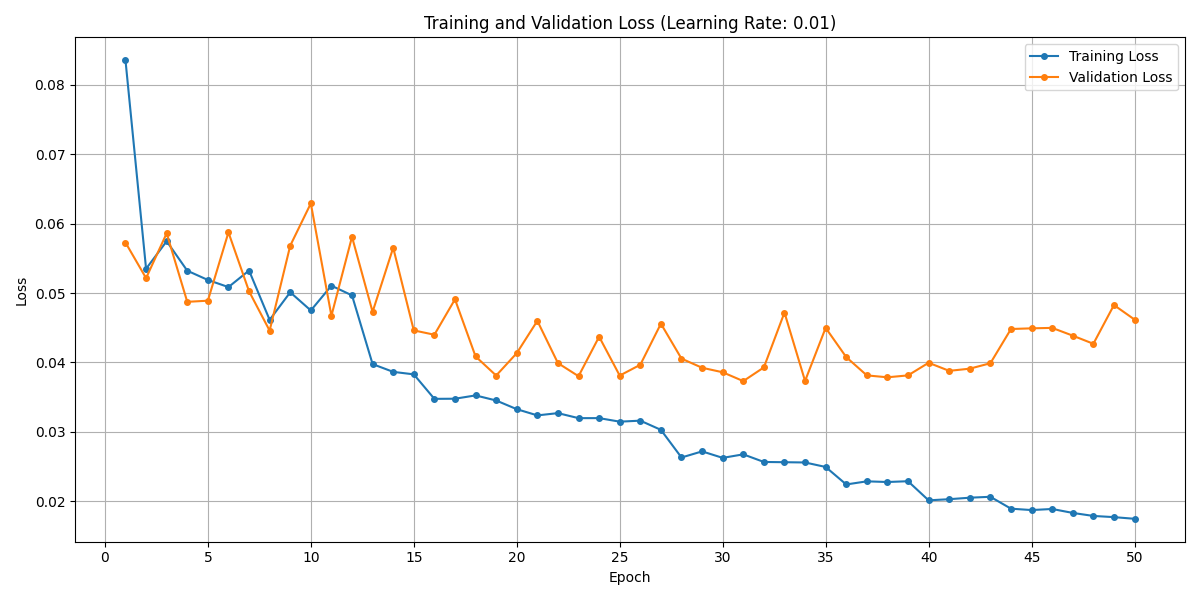 Training and Validation Loss (Learning Rate: 0.01)
Training Loss
Validation Loss
0.08
0.07
0.06
0.05
0.04
0.03
0.02
Loss
0 5 10 15 20 25 30 35 40 45 50
Epoch